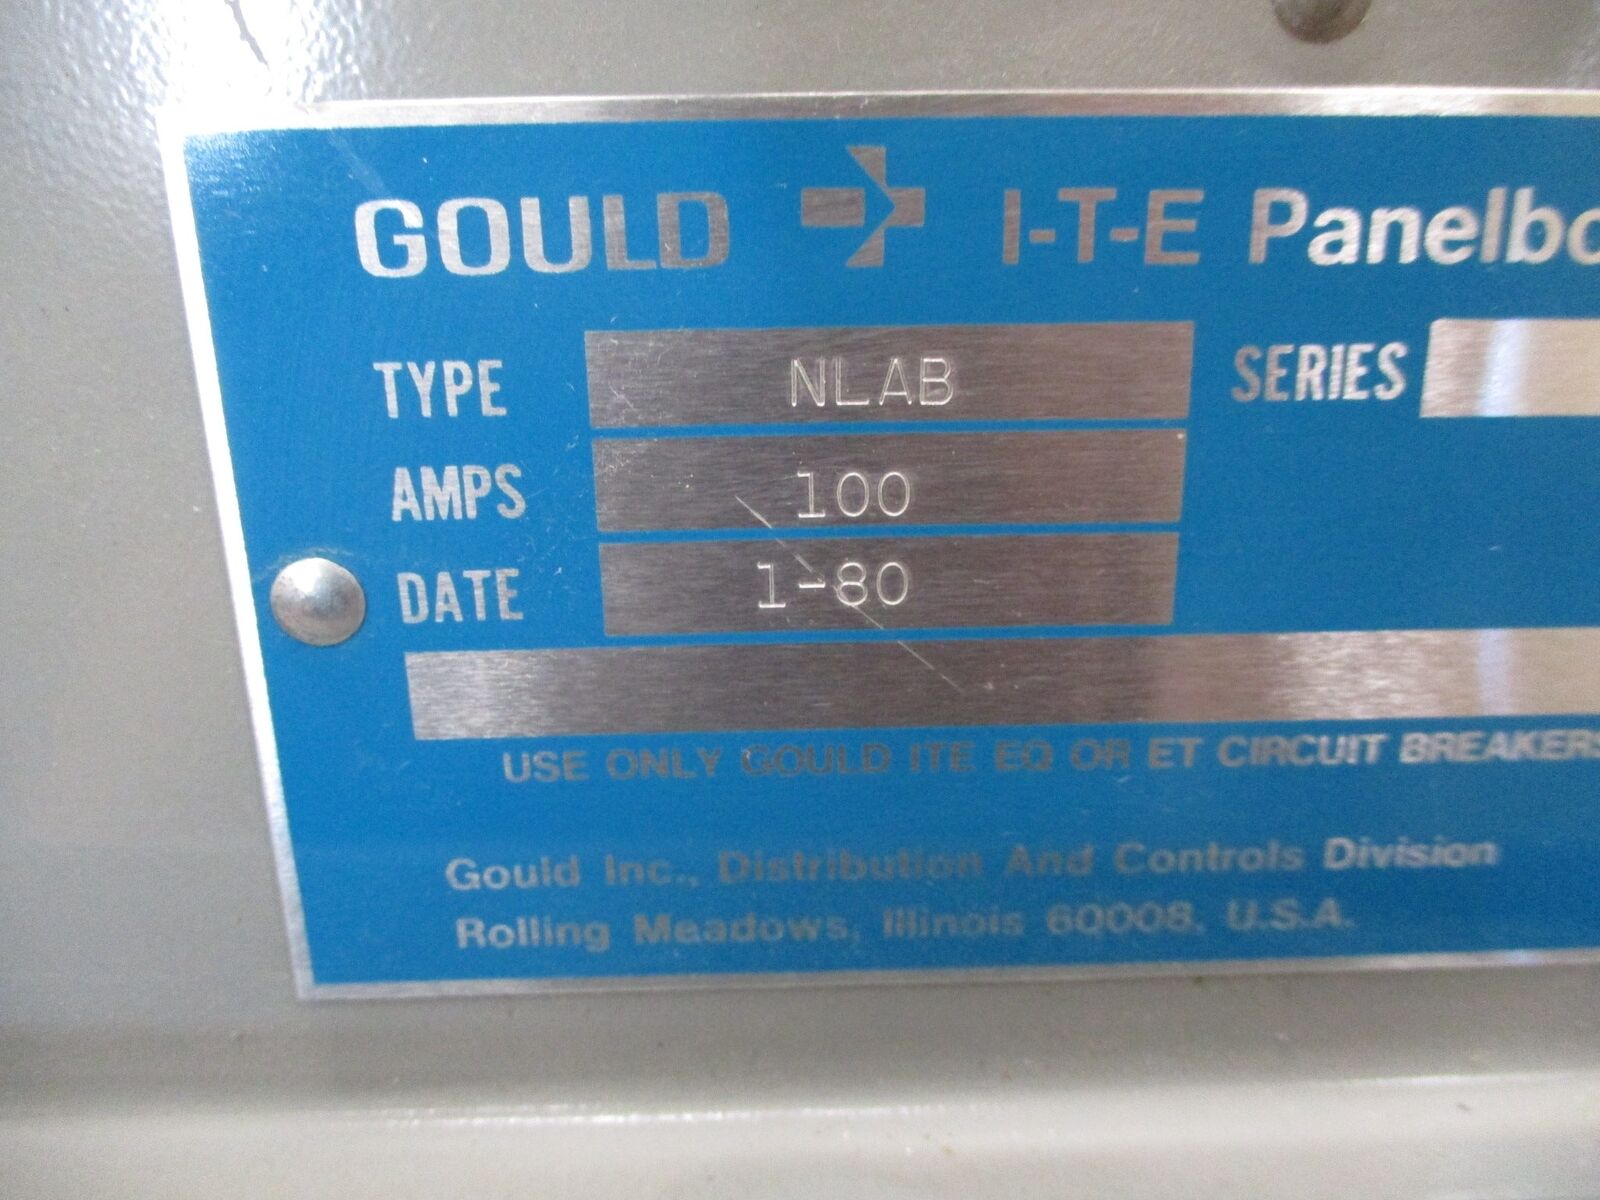 GOULD I-T-E Panelbo
TYPE NLAB SERIES
AMPS 100
DATE 1-80
USE ONLY GOULD ITE EQ OR ET CIRCUIT BREAKERS
Gould Inc., Distribution And Controls Division
Rolling Meadows, Illinois 60008, U.S.A.